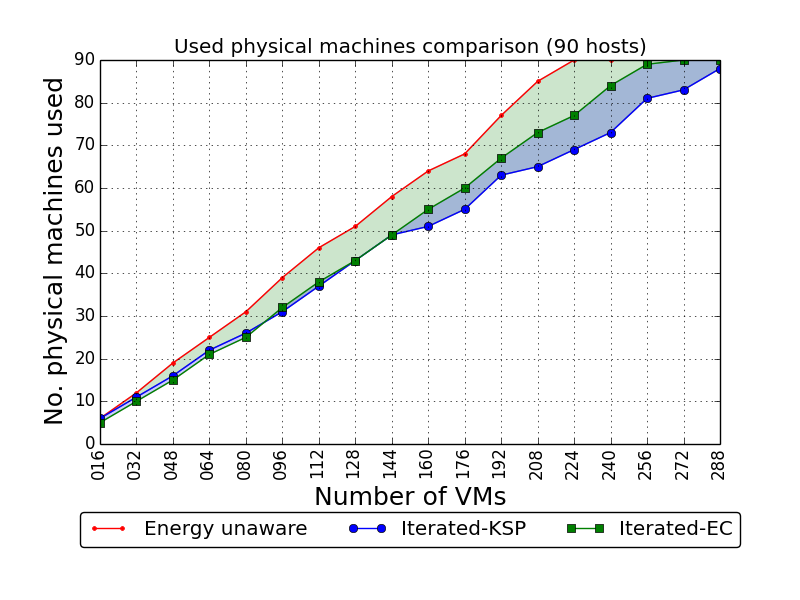 Used physical machines comparison (90 hosts)
No. physical machines used
90
80
70
60
50
40
30
20
10
0
016 032 048 064 080 096 112 128 144 160 176 192 208 224 240 256 272 288
Number of VMs
Energy unaware Iterated-KSP Iterated-EC